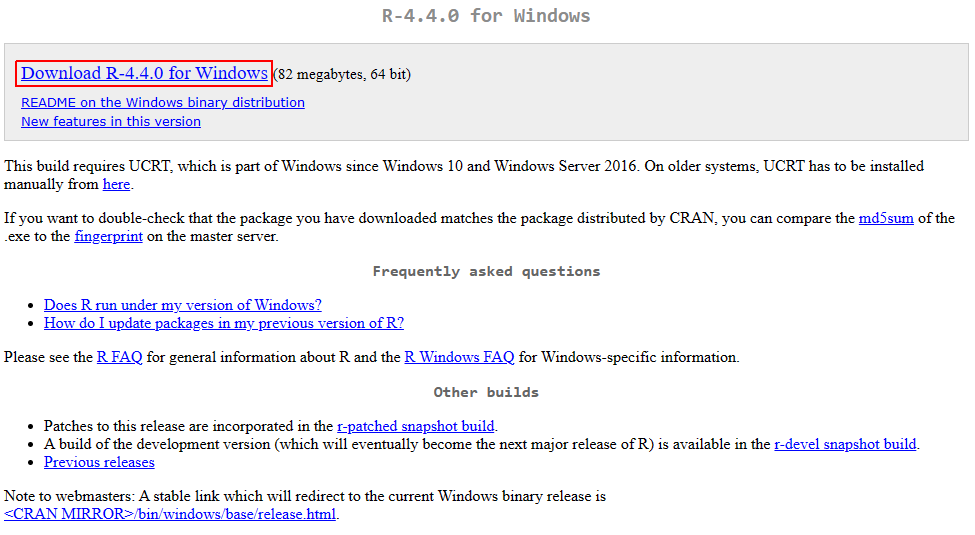 R-4.4.0 for Windows
Download R-4.4.0 for Windows (82 megabytes, 64 bit)
README on the Windows binary distribution
New features in this version
This build requires UCRT, which is part of Windows since Windows 10 and Windows Server 2016. On older systems, UCRT has to be installed
manually from here.
If you want to double-check that the package you have downloaded matches the package distributed by CRAN, you can compare the md5sum of the
.exe to the fingerprint on the master server.
Frequently asked questions
Does R run under my version of Windows?
How do I update packages in my previous version of R?
Please see the R FAQ for general information about R and the R Windows FAQ for Windows-specific information.
Other builds
Patches to this release are incorporated in the r-patched snapshot build.
A build of the development version (which will eventually become the next major release of R) is available in the r-devel snapshot build.
Previous releases
Note to webmasters: A stable link which will redirect to the current Windows binary release is
<CRAN MIRROR>/bin/windows/base/release.html.